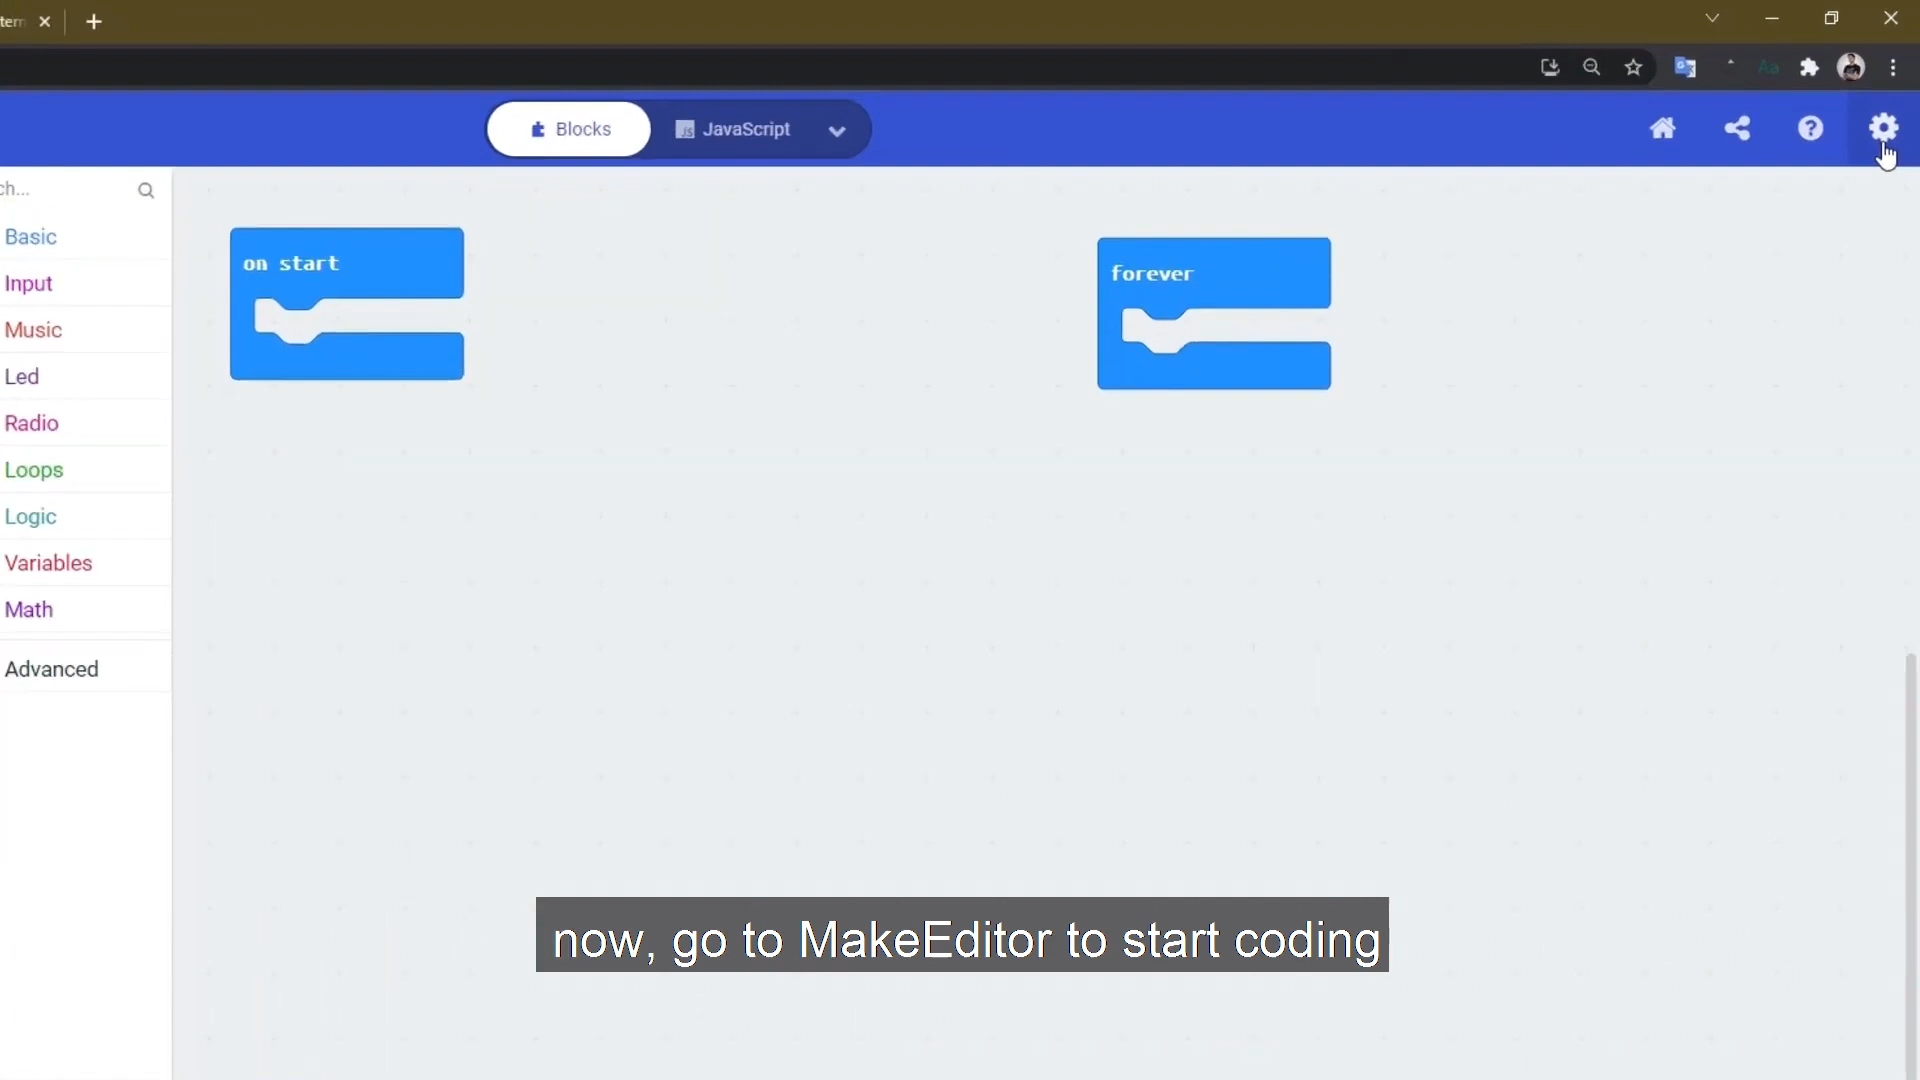 Blocks
JavaScript
ch...
Basic
Input
Music
Led
Radio
Loops
Logic
Variables
Math
Advanced
on start
forever
now, go to MakeEditor to start coding